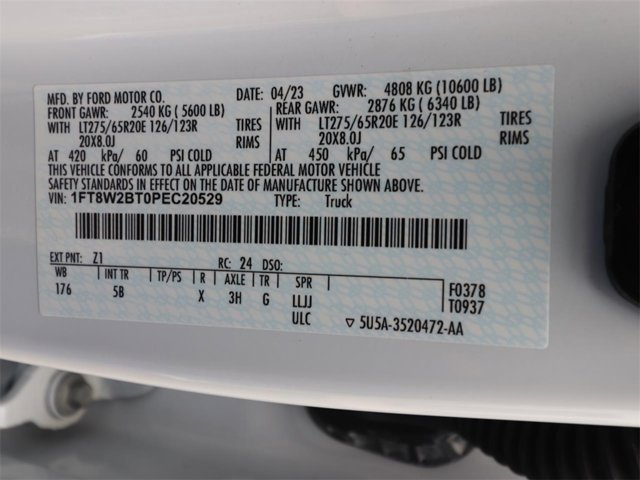 MFD. BY FORD MOTOR CO. DATE: 04/23 GVWR: 4808 KG (10600 LB)
FRONT GAWR: 2540 KG ( 5600 LB) REAR GAWR: 2876 KG ( 6340 LB)
WITH LT275/65R20E 126/123R TIRES WITH LT275/65R20E 126/123R TIRES
20X8.0J RIMS 20X8.0J RIMS
AT 420 kPa/ 60 PSI COLD AT 450 kPa/ 65 PSI COLD
THIS VEHICLE CONFORMS TO ALL APPLICABLE FEDERAL MOTOR VEHICLE
SAFETY STANDARDS IN EFFECT ON THE DATE OF MANUFACTURE SHOWN ABOVE.
VIN: 1FT8W2BT0PEC20529 TYPE: Truck
EXT PNT: Z1 RC: 24 DSO:
WB INT TR TP/PS R AXLE TR SPR F0378
176 5B X 3H G LLJJ T0937
ULC ▽ 5U5A-3520472-AA